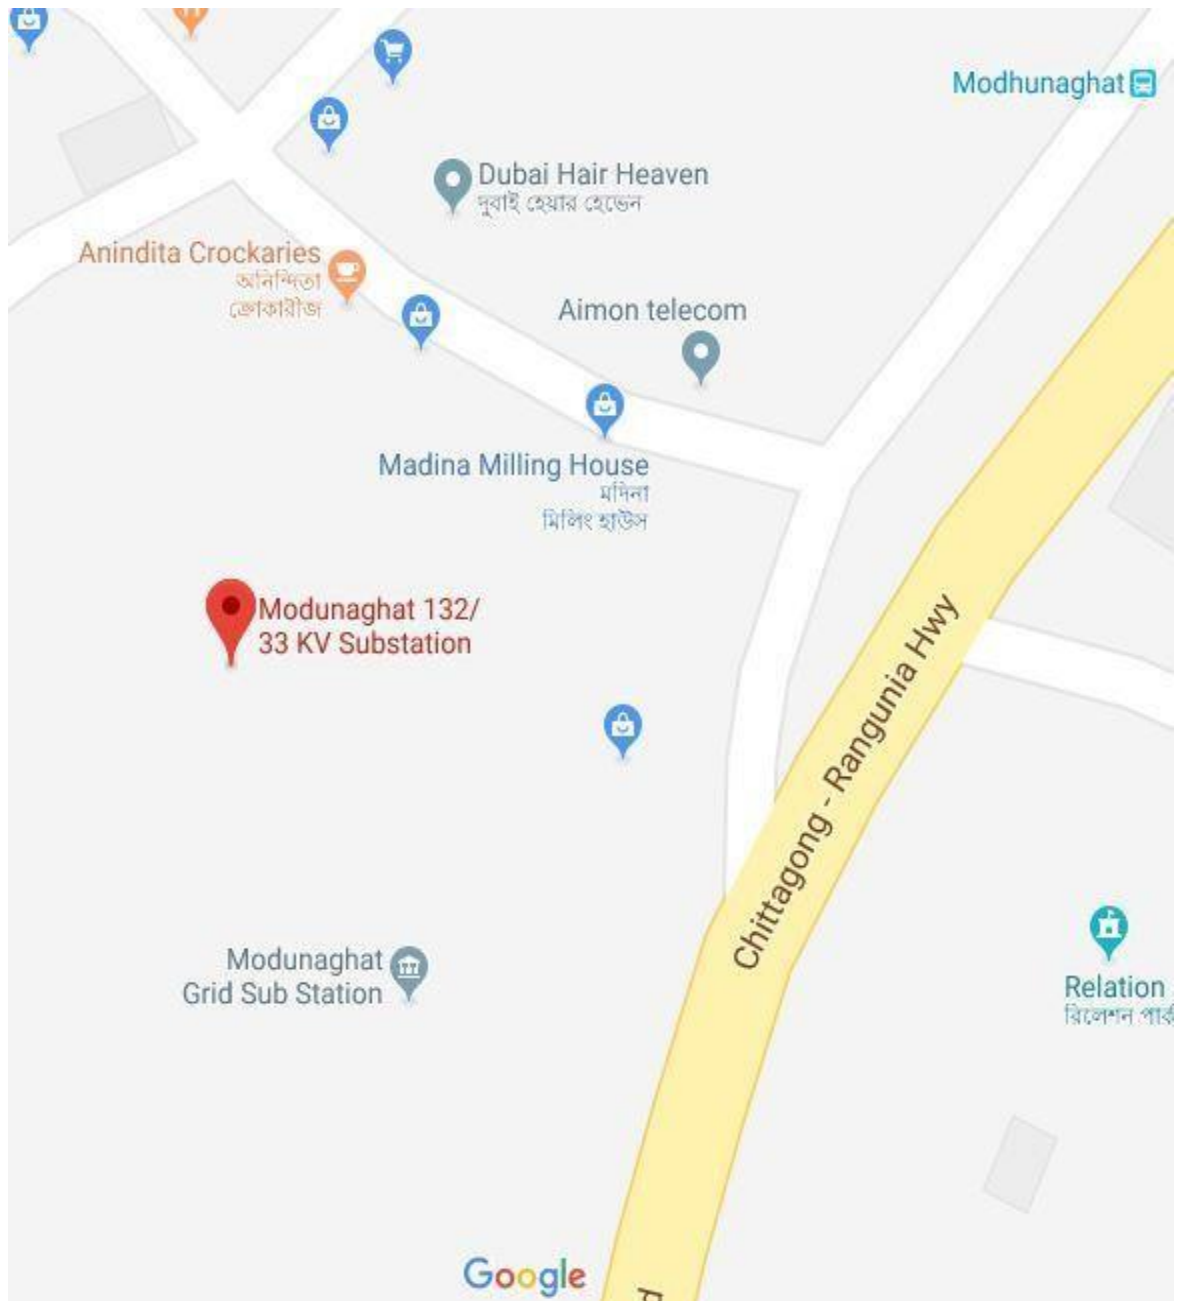 Modhunaghat
Dubai Hair Heaven
দুবাই হেয়ার হেভেন
Anindita Crockaries
অনিন্দিতা
ক্রোকারীজ
Aimon telecom
Madina Milling House
মদিনা
মিলিং হাউস
Modunaghat 132/
33 KV Substation
Chittagong - Rangunia Hwy
Modunaghat
Grid Sub Station
Relation
রিলেশন
Google